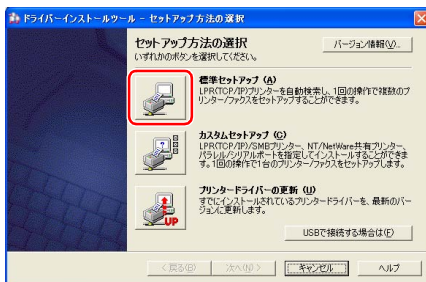 ドライバーインストールツール - セットアップ方法の選択
セットアップ方法の選択
いずれかのボタンを選択してください。
バージョン情報(V)...
標準セットアップ (A)
LPR(TCP/IP)プリンターを自動検索し、1回の操作で複数のプ
リンター/ファクスをセットアップすることができます。
カスタムセットアップ (C)
LPR(TCP/IP)/SMBプリンター、NT/NetWare共有プリンター、
パラレル/シリアルポートを指定してインストールすることができま
す。1回の操作で1台のプリンター/ファクスをセットアップします。
プリンタードライバーの更新 (U)
すでにインストールされているプリンタードライバーを、最新のバー
ジョンに更新します。
UP
USBで接続する場合は(F)
< 戻る(B)
次へ(N) >
キャンセル
ヘルプ